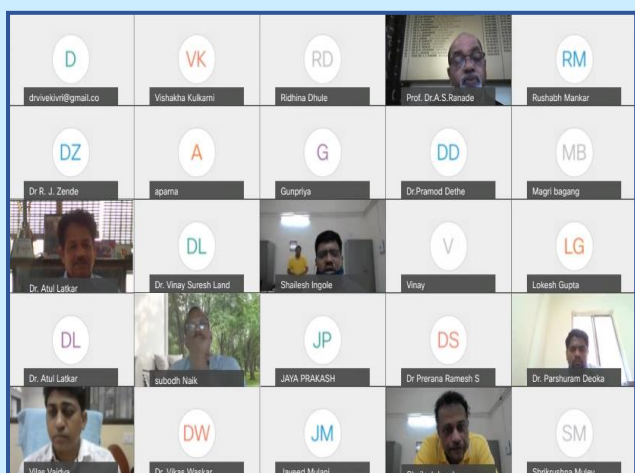 D
drvivekivri@gmail.co
VK
Vishakha Kulkarni
RD
Ridhina Dhule
Prof. Dr.A.S.Ranade
RM
Rushabh Mankar
DZ
Dr R. J. Zende
A
aparna
G
Gunpriya
DD
Dr.Pramod Dethe
MB
Magri bagang
Dr. Atul Latkar
DL
Dr. Vinay Suresh Land
Shailesh Ingole
V
Vinay
LG
Lokesh Gupta
DL
Dr. Atul Latkar
subodh Naik
JP
JAYA PRAKASH
DS
Dr Prerana Ramesh S
Dr. Parshuram Deoka
Vilas Vaidya
DW
Dr. Vikas Waskar
JM
Javeed Mulani
SM
Shrikrushna Muley